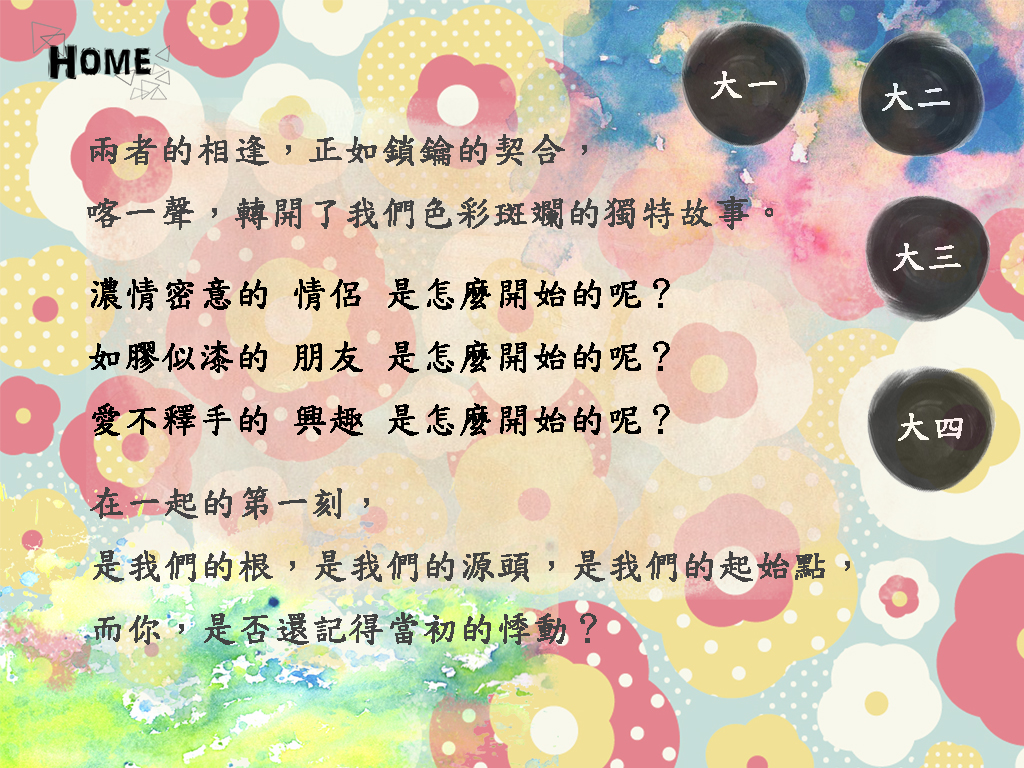 HOME
大一
大二
兩者的相逢，正如鎖鑰的契合，
喀一聲，轉開了我們色彩斑斕的獨特故事。
大三
濃情密意的 情侶 是怎麼開始的呢？
如膠似漆的 朋友 是怎麼開始的呢？
愛不釋手的 興趣 是怎麼開始的呢？
大四
在一起的第一刻，
是我們的根，是我們的源頭，是我們的起始點，
而你，是否還記得當初的悸動？